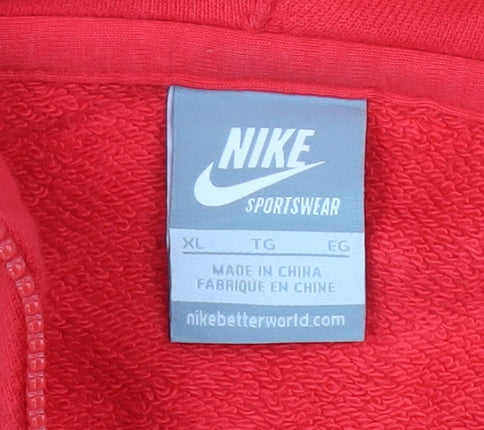 NIKE
SPORTSWEAR
XL TG EG
MADE IN CHINA
FABRIQUE EN CHINE
nikebetterworld.com